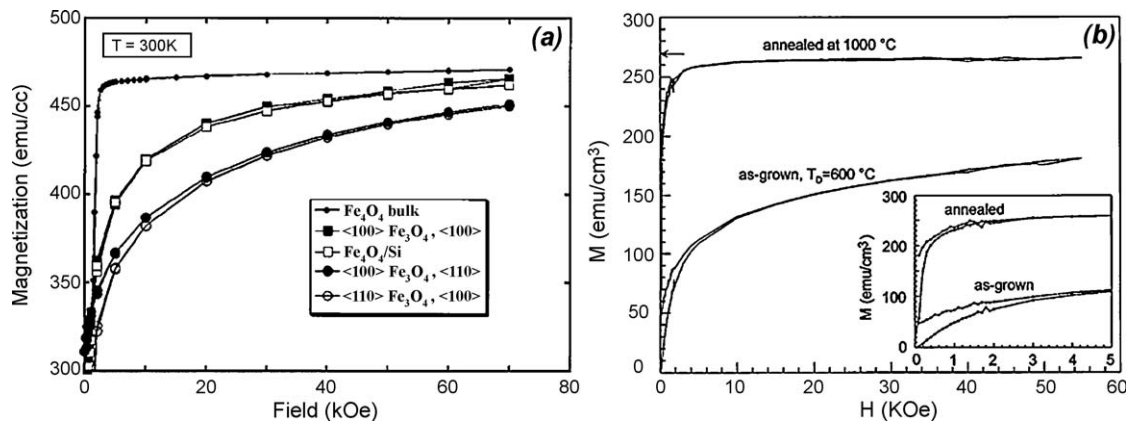 500
450
400
350
300
0
20
40
60
80
Magnetization (emu/cc)
Field (kOe)
T = 300K
(a)
Fe4O4 bulk
<100> Fe3O4, <100>
Fe4O4/Si
<100> Fe3O4, <110>
<110> Fe3O4, <100>
300
250
200
150
100
50
0
0
10
20
30
40
50
60
M (emu/cm³)
H (KOe)
(b)
annealed at 1000 °C
as-grown, TD=600 °C
300
200
100
0
0
1
2
3
4
5
M (emu/cm³)
annealed
as-grown